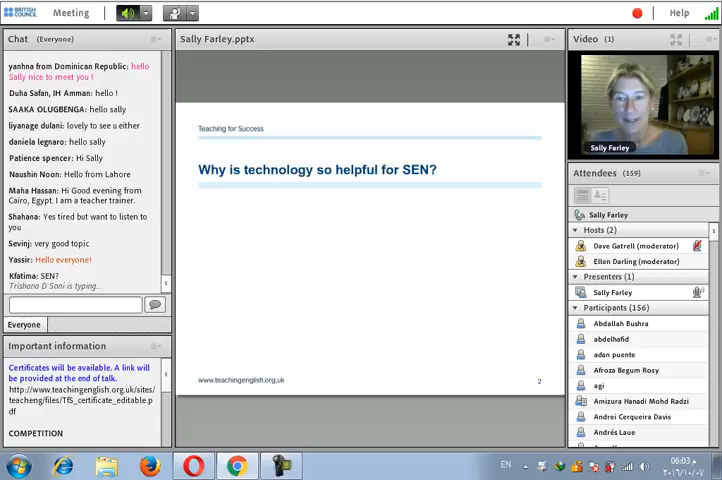 BRITISH
COUNCIL
Meeting
Help
Chat (Everyone)
yanhna from Dominican Republic: hello
Sally nice to meet you !
Duha Safan, IH Amman: hello !
SAAKA OLUGBENGA: hello sally
liyanage dulani: lovely to see u either
daniela legnaro: hello sally
Patience spencer: Hi Sally
Naushin Noon: Hello from Lahore
Maha Hassan: Hi Good evening from
Cairo, Egypt. I am a teacher trainer.
Shahana: Yes tired but want to listen to
you
Sevinj: very good topic
Yassir: Hello everyone!
Kfatima: SEN?
Trishana D Soni is typing...
Everyone
Important information
Certificates will be available. A link will
be provided at the end of talk.
http://www.teachingenglish.org.uk/sites/
teacheng/files/TfS_certificate_editable.p
df
COMPETITION
Sally Farley.pptx
Teaching for Success
Why is technology so helpful for SEN?
www.teachingenglish.org.uk
2
Video (1)
Sally Farley
Attendees (159)
Sally Farley
Hosts (2)
Dave Gatrell (moderator)
Ellen Darling (moderator)
Presenters (1)
Sally Farley
Participants (156)
Abdallah Bushra
abdelhafid
adan puente
Afroza Begum Rosy
agi
Amizura Hanadi Mohd Radzi
Andrei Cerqueira Davis
Andrés Laue
EN
06:03 م
٢٠١٦/١٠/٠٧